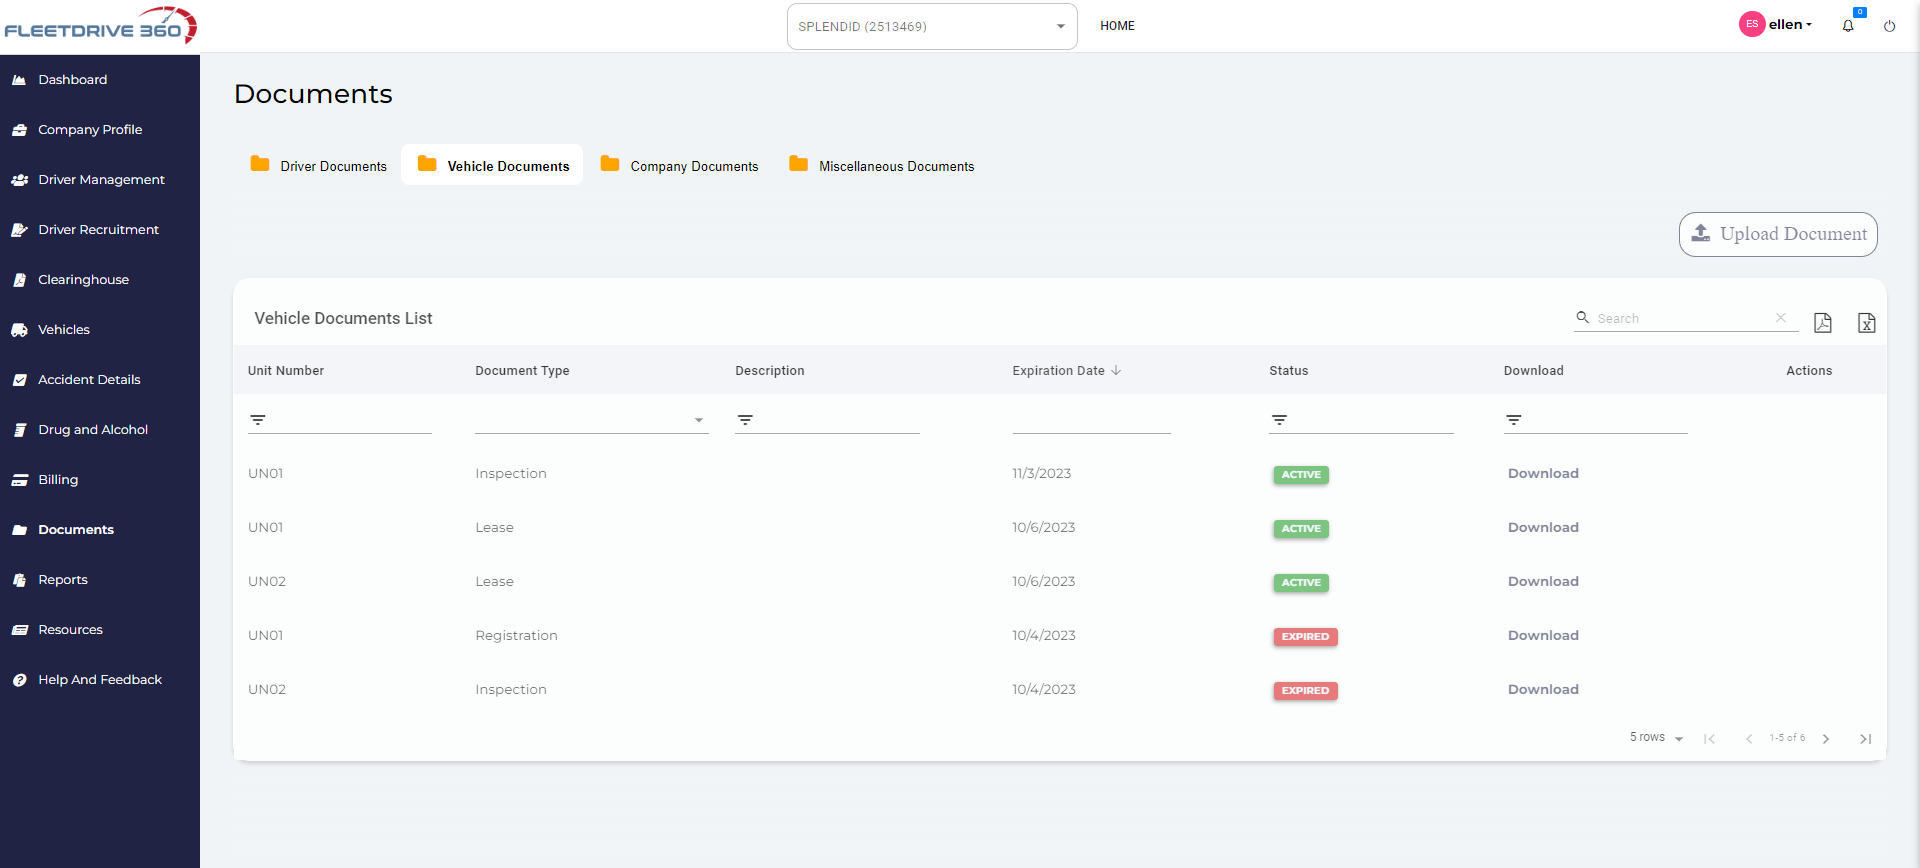 FLEETDRIVE 360
SPLENDID (2513469)
HOME
ES
ellen
0
Dashboard
Company Profile
Driver Management
Driver Recruitment
Clearinghouse
Vehicles
Accident Details
Drug and Alcohol
Billing
Documents
Reports
Resources
Help And Feedback
Documents
Driver Documents
Vehicle Documents
Company Documents
Miscellaneous Documents
Upload Document
Vehicle Documents List
Search
Unit Number Document Type Description Expiration Date Status Download Actions
UN01 Inspection 11/3/2023 ACTIVE Download
UN01 Lease 10/6/2023 ACTIVE Download
UN02 Lease 10/6/2023 ACTIVE Download
UN01 Registration 10/4/2023 EXPIRED Download
UN02 Inspection 10/4/2023 EXPIRED Download
5 rows 1-5 of 6